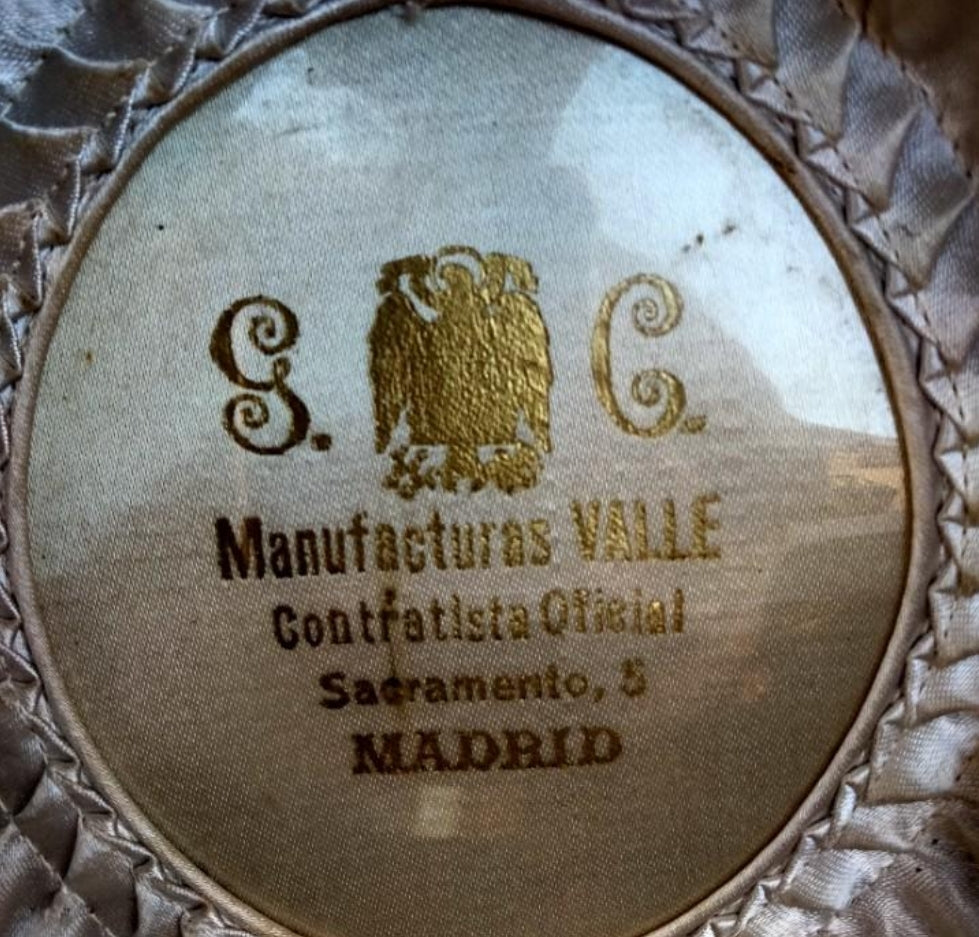 G. C.
Manufacturas VALLE
Contratista Oficial
Sacramento, 5
MADRID